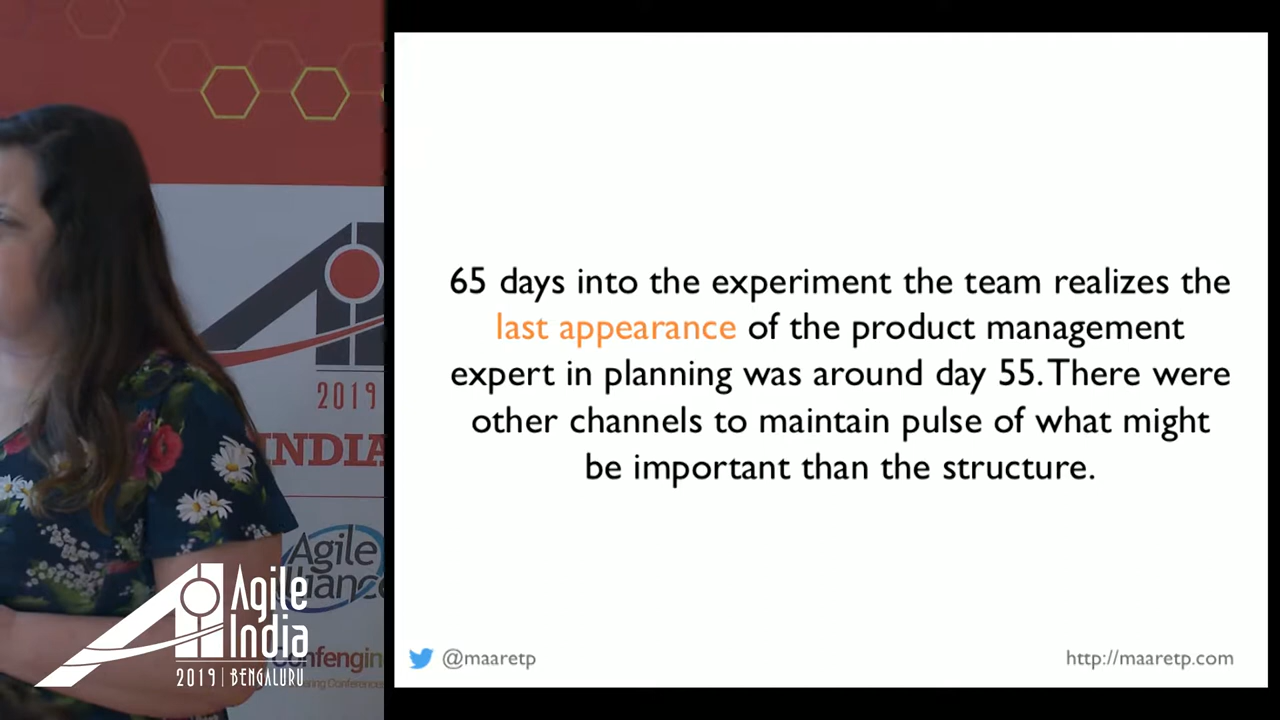 65 days into the experiment the team realizes the
last appearance of the product management
expert in planning was around day 55. There were
other channels to maintain pulse of what might
be important than the structure.
@maaretp
http://maaretp.com
2019
INDIA
Agile
Alliance
Confengin
Agile
India
2019 | BENGALURU